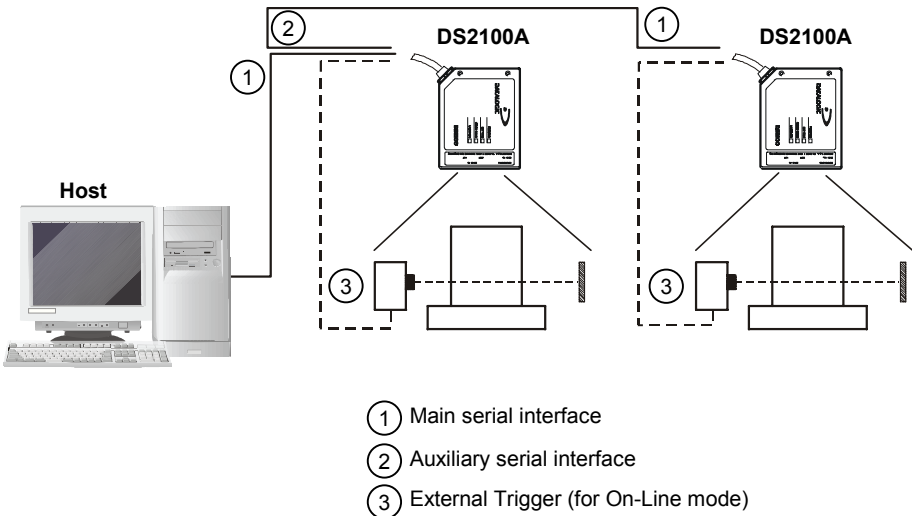 2
1
DS2100A
DS2100A
1
Host
3
3
1 Main serial interface
2 Auxiliary serial interface
3 External Trigger (for On-Line mode)